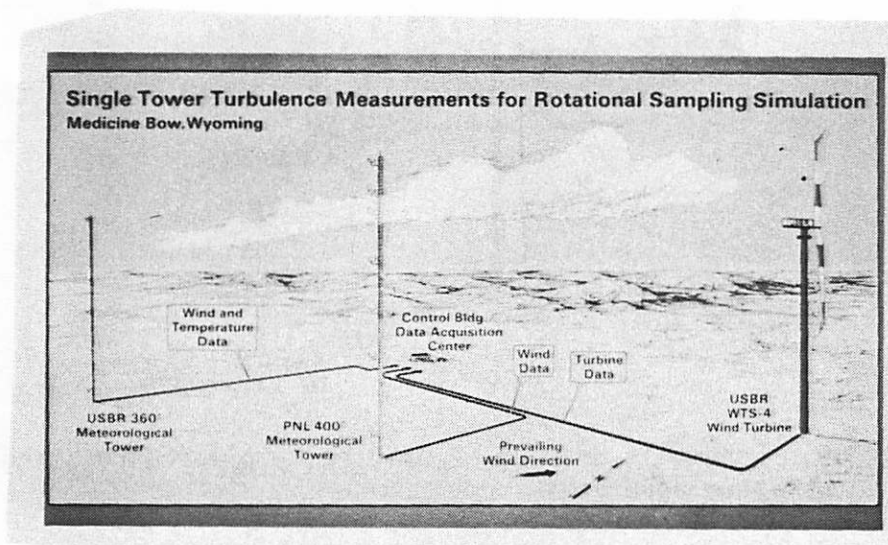 Single Tower Turbulence Measurements for Rotational Sampling Simulation
Medicine Bow, Wyoming
Wind and
Temperature
Data
Control Bldg.
Data Acquisition
Center
Wind
Data
Turbine
Data
USBR 360'
Meteorological
Tower
PNL 400'
Meteorological
Tower
Prevailing
Wind Direction
USBR
WTS-4
Wind Turbine